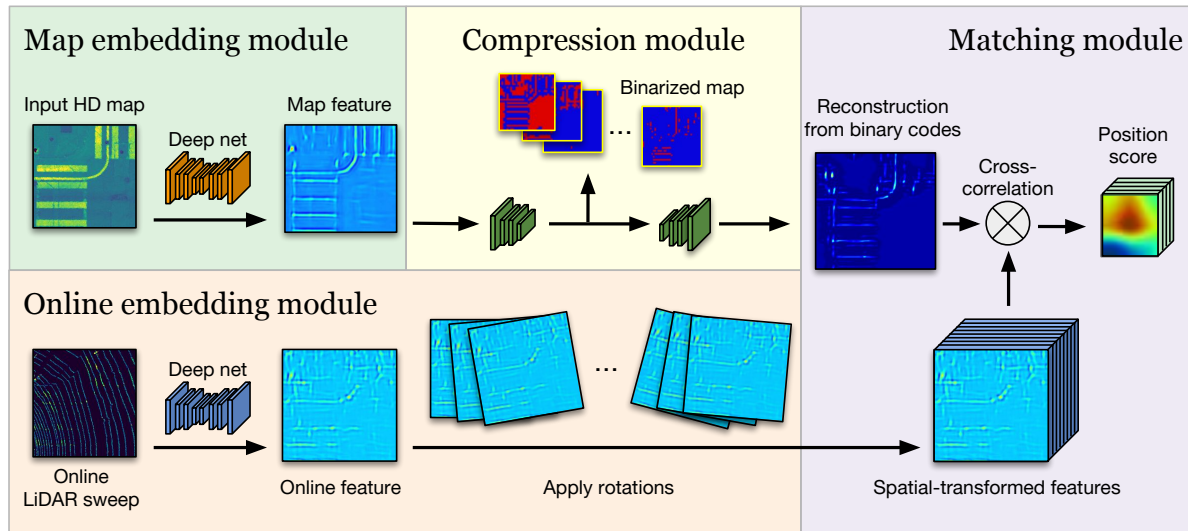 Map embedding module
Input HD map
Deep net
Map feature
Compression module
Binarized map
...
Matching module
Reconstruction
from binary codes
Cross-
correlation
Position
score
Online embedding module
Deep net
Online
LiDAR sweep
Online feature
...
Apply rotations
Spatial-transformed features